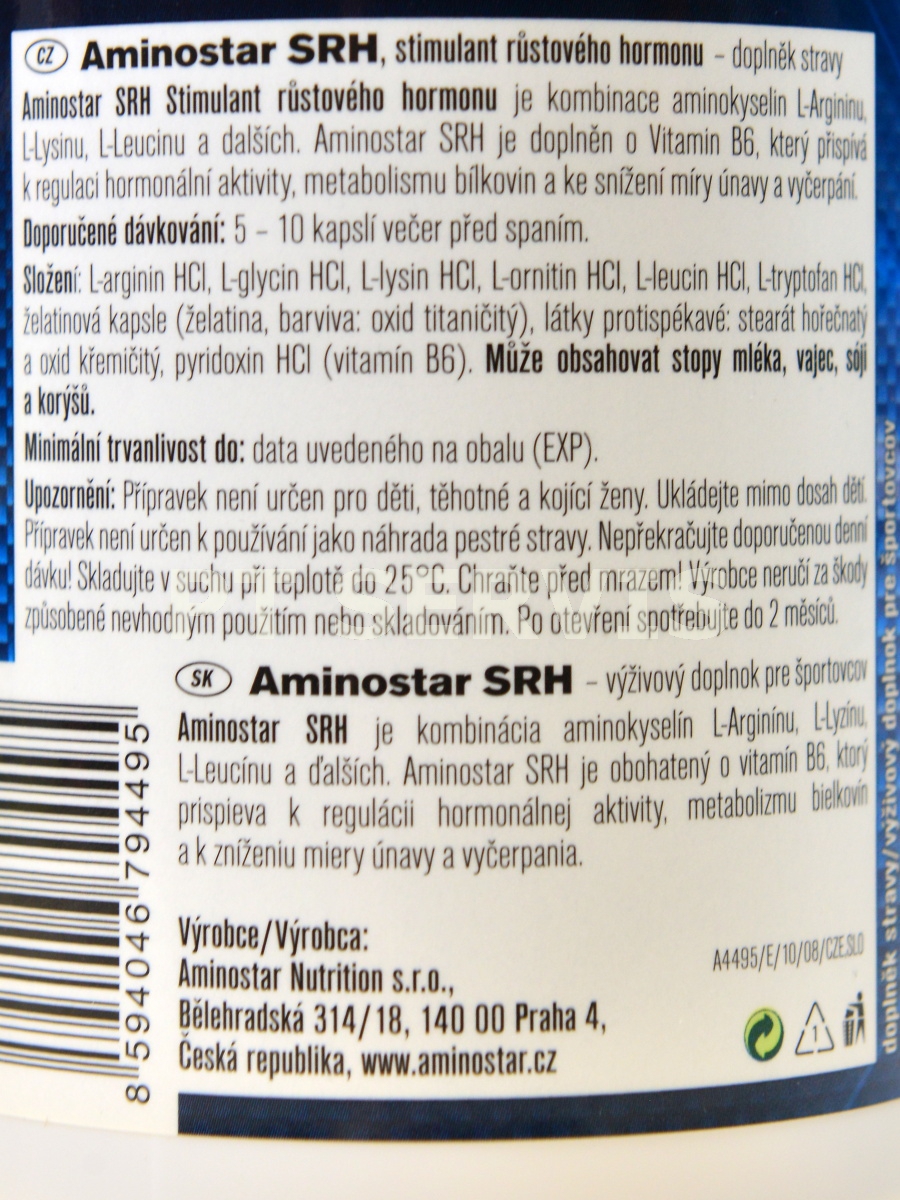 CZ Aminostar SRH, stimulant růstového hormonu – doplněk stravy
Aminostar SRH Stimulant růstového hormonu je kombinace aminokyselin L-Argininu,
L-Lysinu, L-Leucinu a dalších. Aminostar SRH je doplněn o Vitamin B6, který přispívá
k regulaci hormonální aktivity, metabolismu bílkovin a ke snížení míry únavy a vyčerpání.
Doporučené dávkování: 5 – 10 kapslí večer před spaním.
Složení: L-arginin HCl, L-glycin HCl, L-lysin HCl, L-ornitin HCl, L-leucin HCl, L-tryptofan HCl,
želatinová kapsle (želatina, barviva: oxid titaničitý), látky protispékavé: stearát hořečnatý
a oxid křemičitý, pyridoxin HCl (vitamín B6). Může obsahovat stopy mléka, vajec, sóji
a korýšů.
Minimální trvanlivost do: data uvedeného na obalu (EXP).
Upozornění: Přípravek není určen pro děti, těhotné a kojící ženy. Ukládejte mimo dosah dětí.
Přípravek není určen k používání jako náhrada pestré stravy. Nepřekračujte doporučenou denní
dávku! Skladujte v suchu při teplotě do 25°C. Chraňte před mrazem! Výrobce neručí za škody
způsobené nevhodným použitím nebo skladováním. Po otevření spotřebujte do 2 měsíců.
SK Aminostar SRH – výživový doplnok pre športovcov
Aminostar SRH je kombinácia aminokyselín L-Arginínu, L-Lyzínu,
L-Leucínu a ďalších. Aminostar SRH je obohatený o vitamín B6, ktorý
prispieva k regulácii hormonálnej aktivity, metabolizmu bielkovín
a k zníženiu miery únavy a vyčerpania.
Výrobce/Výrobca:
Aminostar Nutrition s.r.o.,
Bělehradská 314/18, 140 00 Praha 4,
Česká republika, www.aminostar.cz
A4495/E/10/08/CZE.SLO
1
8 594046 794495
doplněk stravy/výživový doplnok pre športovcov